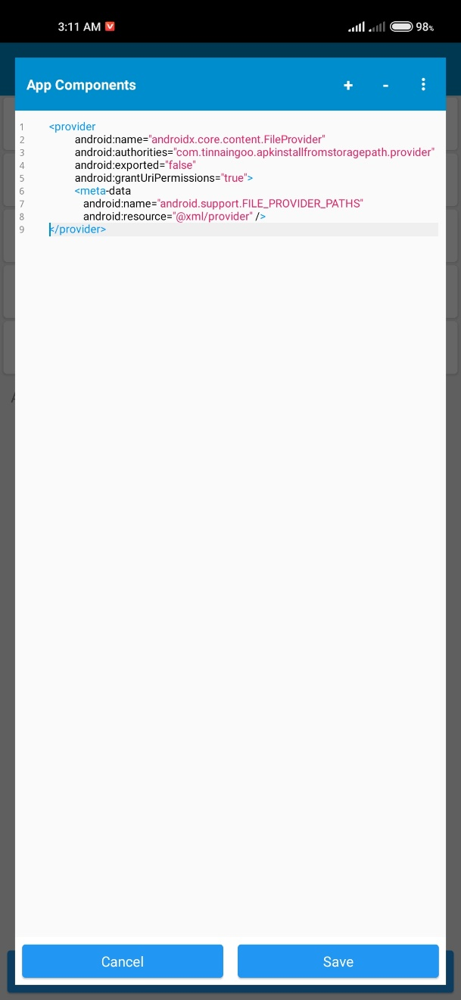 3:11 AM 98%
App Components + -
1 <provider
2 android:name="androidx.core.content.FileProvider"
3 android:authorities="com.tinnaingoo.apkinstallfromstoragepath.provider"
4 android:exported="false"
5 android:grantUriPermissions="true">
6 <meta-data
7 android:name="android.support.FILE_PROVIDER_PATHS"
8 android:resource="@xml/provider" />
9 </provider>
Cancel Save